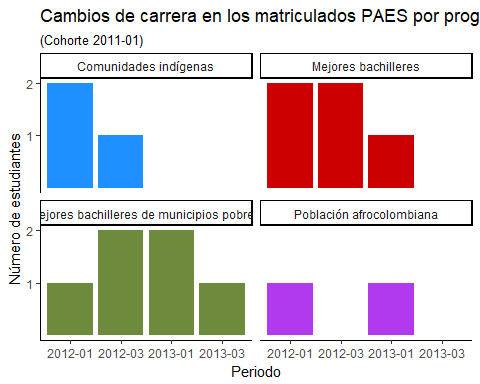 Cambios de carrera en los matriculados PAES por prog
(Cohorte 2011-01)
Comunidades indígenas
Mejores bachilleres
2
1
ejores bachilleres de municipios pobre
Población afrocolombiana
2
1
Número de estudiantes
2012-01 2012-03 2013-01 2013-03
2012-01 2012-03 2013-01 2013-03
Periodo